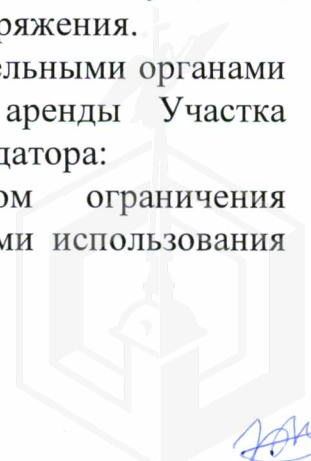 ряжения.
ельными органами
аренды Участка
датора:
ом ограничения
ми использования